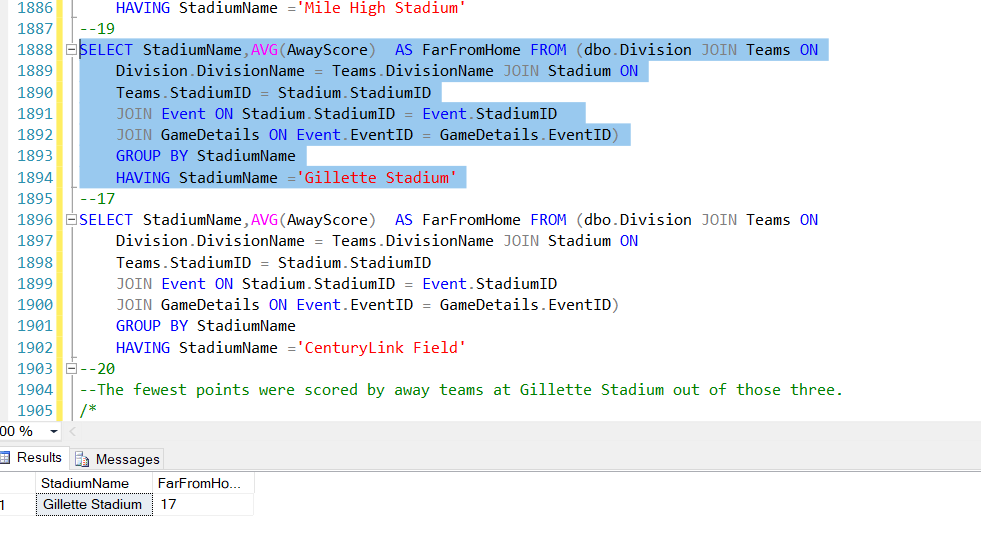 1886 HAVING StadiumName ='Mile High Stadium'
1887 --19
1888 SELECT StadiumName,AVG(AwayScore)  AS FarFromHome FROM (dbo.Division JOIN Teams ON
1889 Division.DivisionName = Teams.DivisionName JOIN Stadium ON
1890 Teams.StadiumID = Stadium.StadiumID
1891 JOIN Event ON Stadium.StadiumID = Event.StadiumID
1892 JOIN GameDetails ON Event.EventID = GameDetails.EventID)
1893 GROUP BY StadiumName
1894 HAVING StadiumName ='Gillette Stadium'
1895 --17
1896 SELECT StadiumName,AVG(AwayScore)  AS FarFromHome FROM (dbo.Division JOIN Teams ON
1897 Division.DivisionName = Teams.DivisionName JOIN Stadium ON
1898 Teams.StadiumID = Stadium.StadiumID
1899 JOIN Event ON Stadium.StadiumID = Event.StadiumID
1900 JOIN GameDetails ON Event.EventID = GameDetails.EventID)
1901 GROUP BY StadiumName
1902 HAVING StadiumName ='CenturyLink Field'
1903 --20
1904 --The fewest points were scored by away teams at Gillette Stadium out of those three.
1905 /*
00 %
Results Messages
StadiumName FarFromHo...
1 Gillette Stadium 17